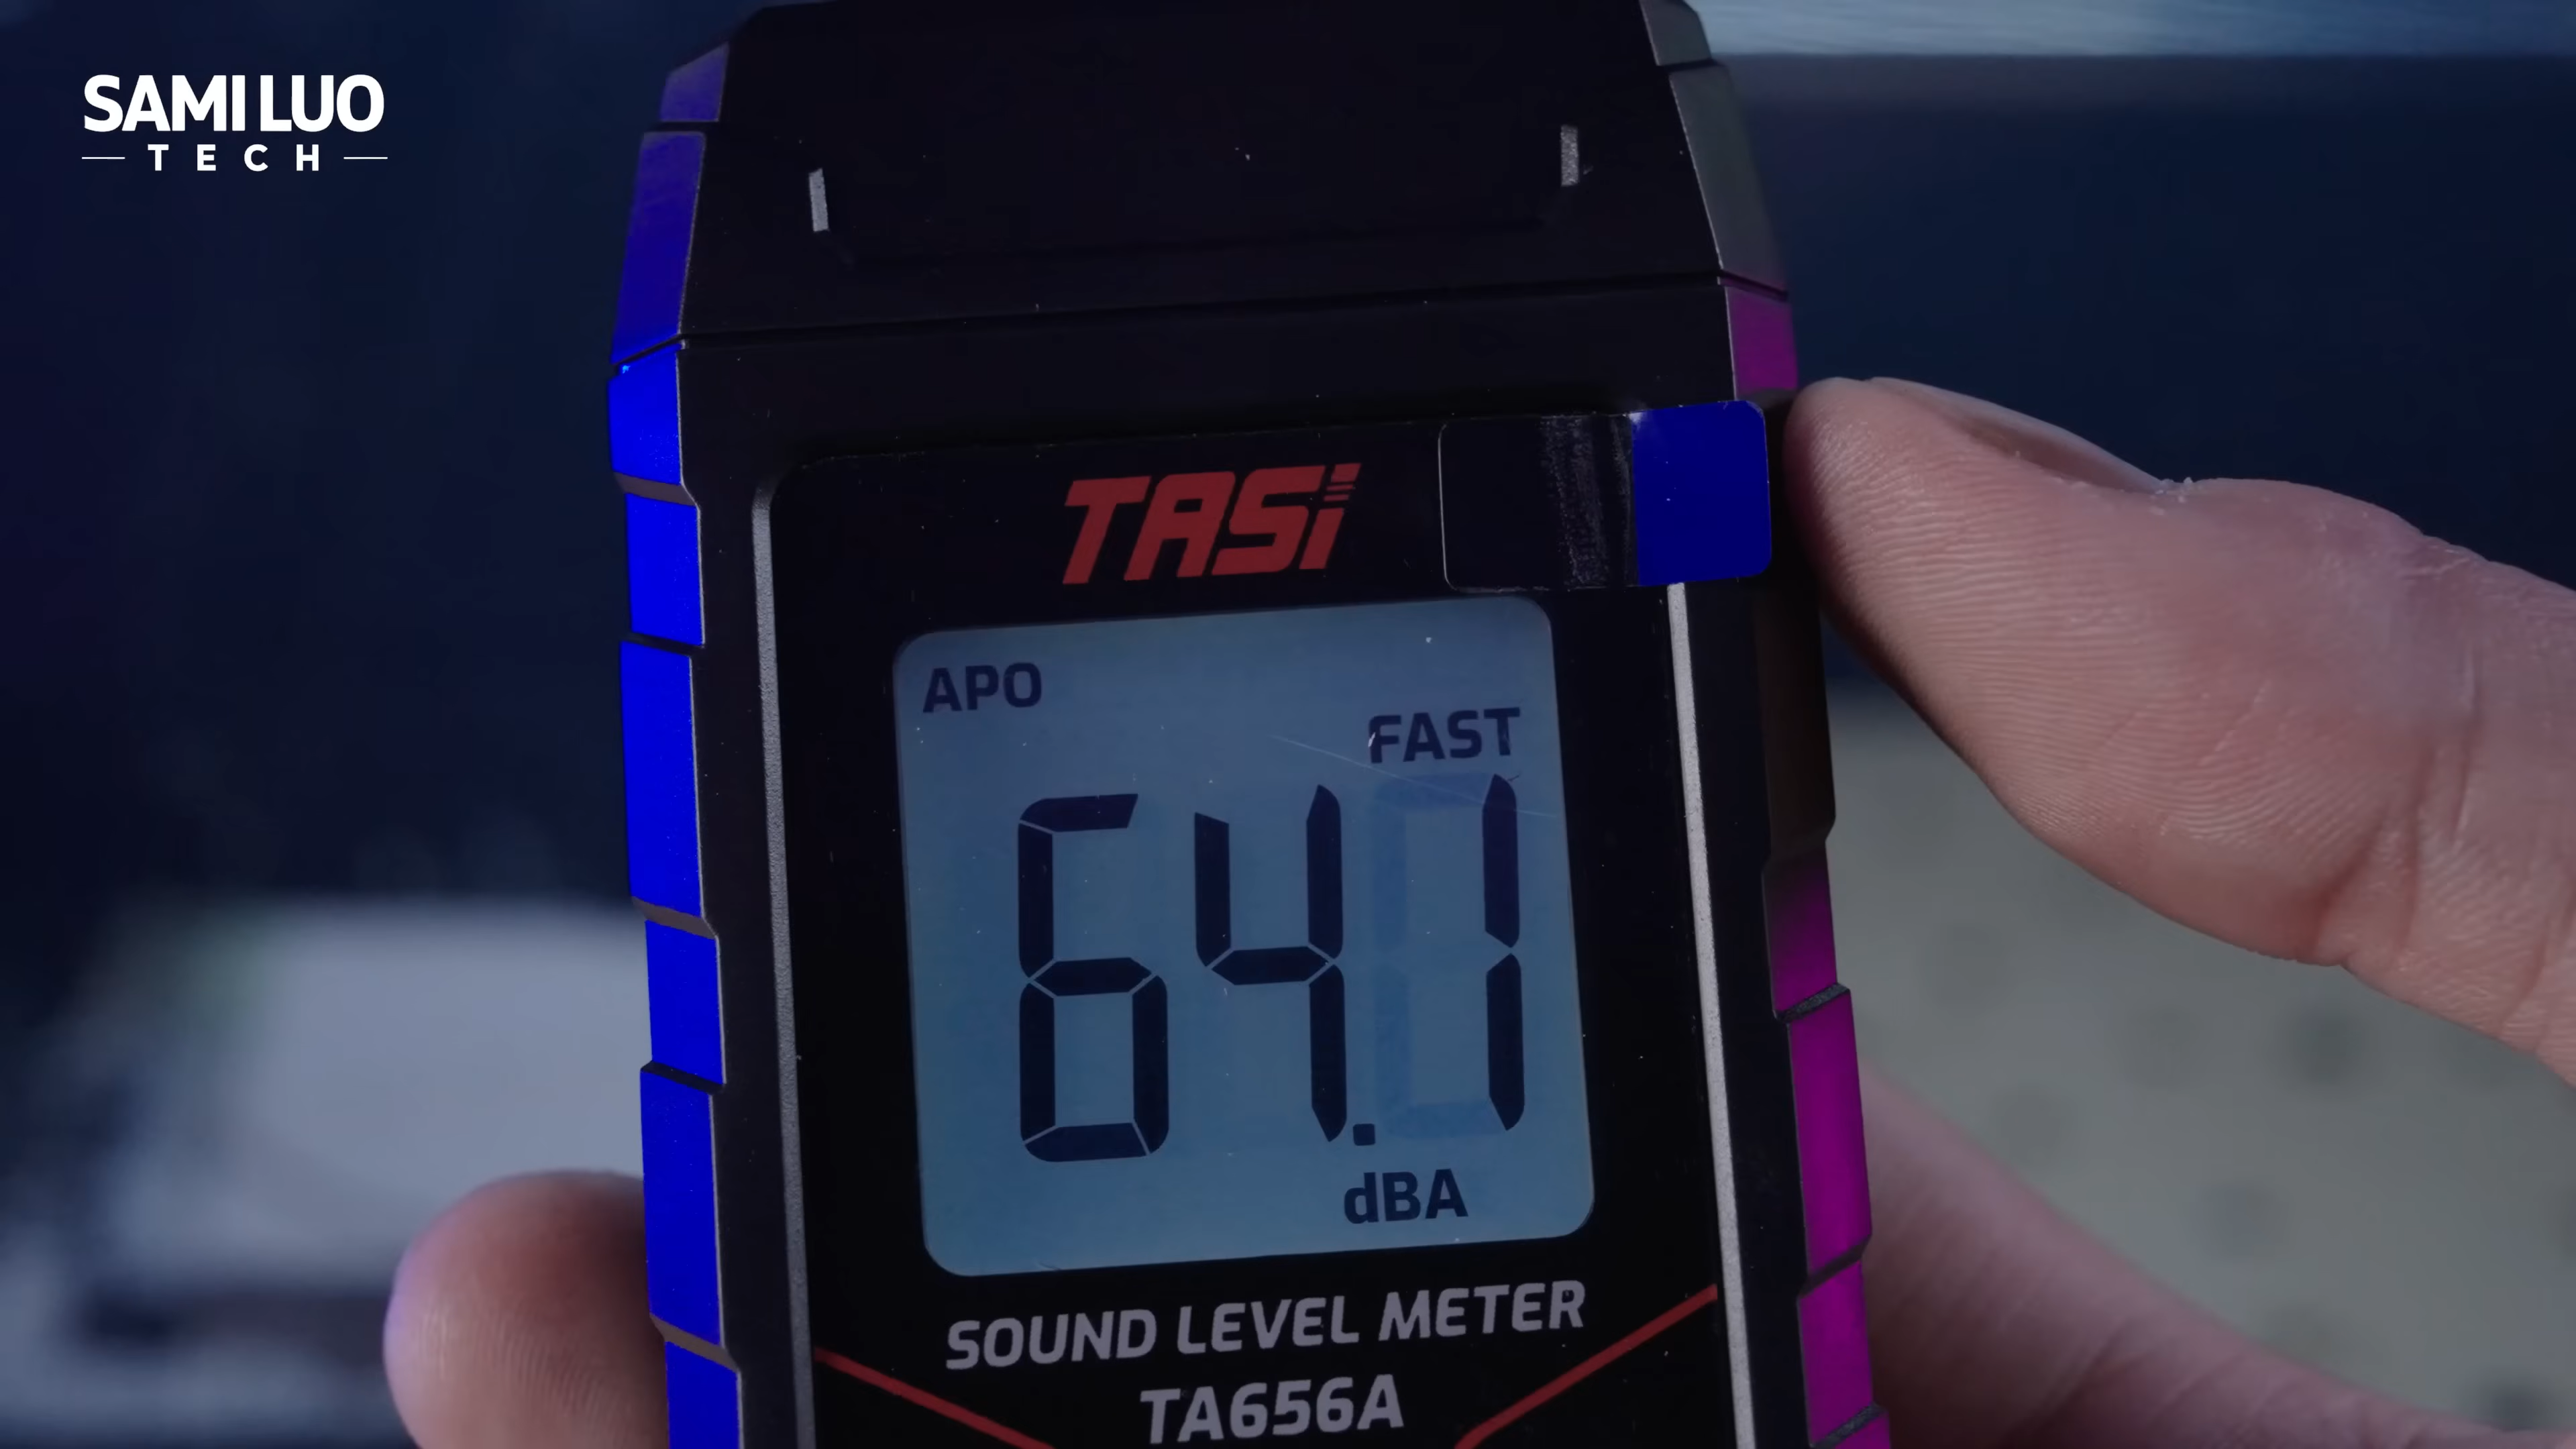 SAMI LUO
TECH
TASi
APO
FAST
64.1
dBA
SOUND LEVEL METER
TA656A